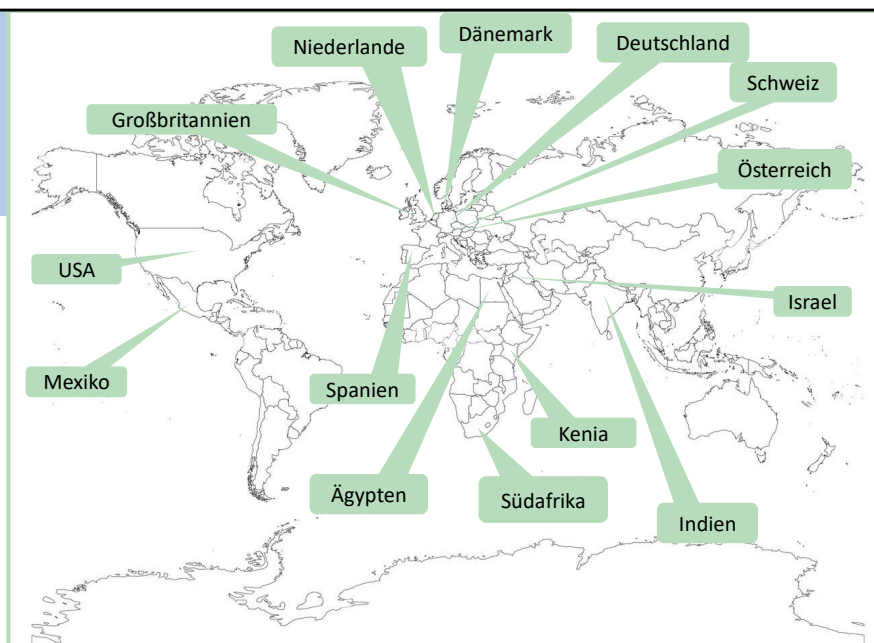 Dänemark
Niederlande
Deutschland
Schweiz
Großbritannien
Österreich
USA
Israel
Mexiko
Spanien
Kenia
Ägypten
Südafrika
Indien